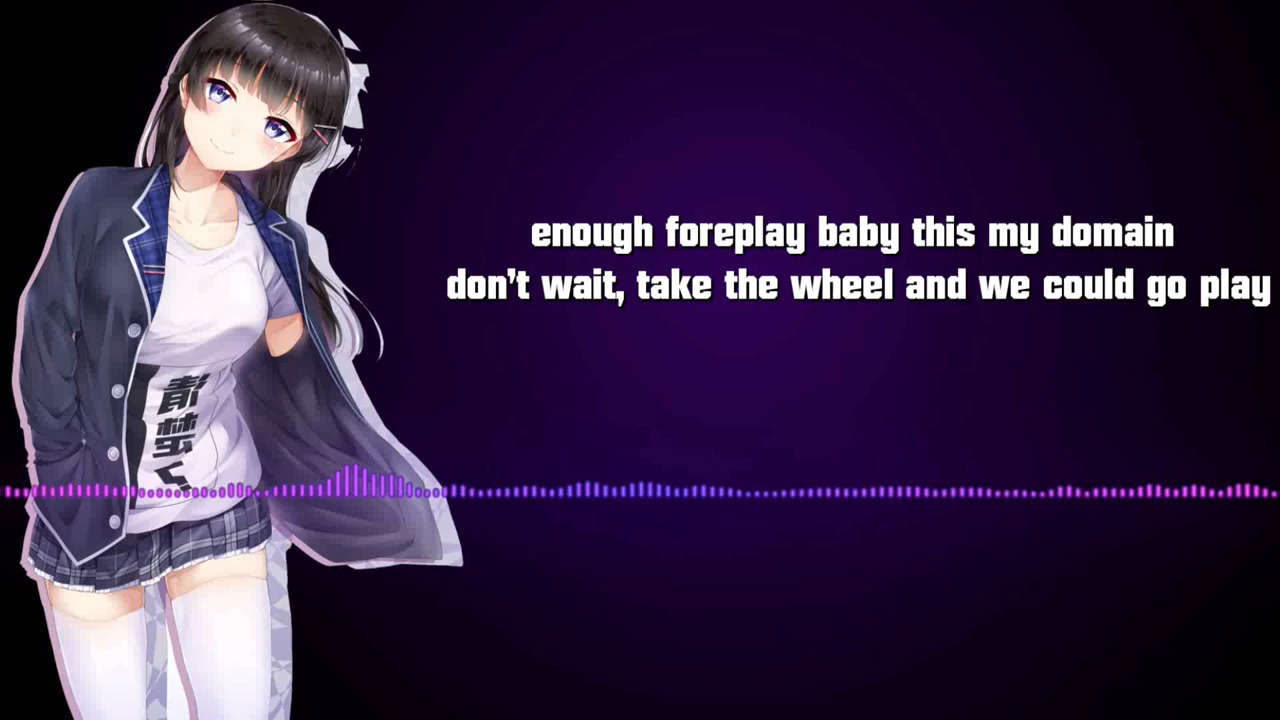 enough foreplay baby this my domain
don't wait, take the wheel and we could go play